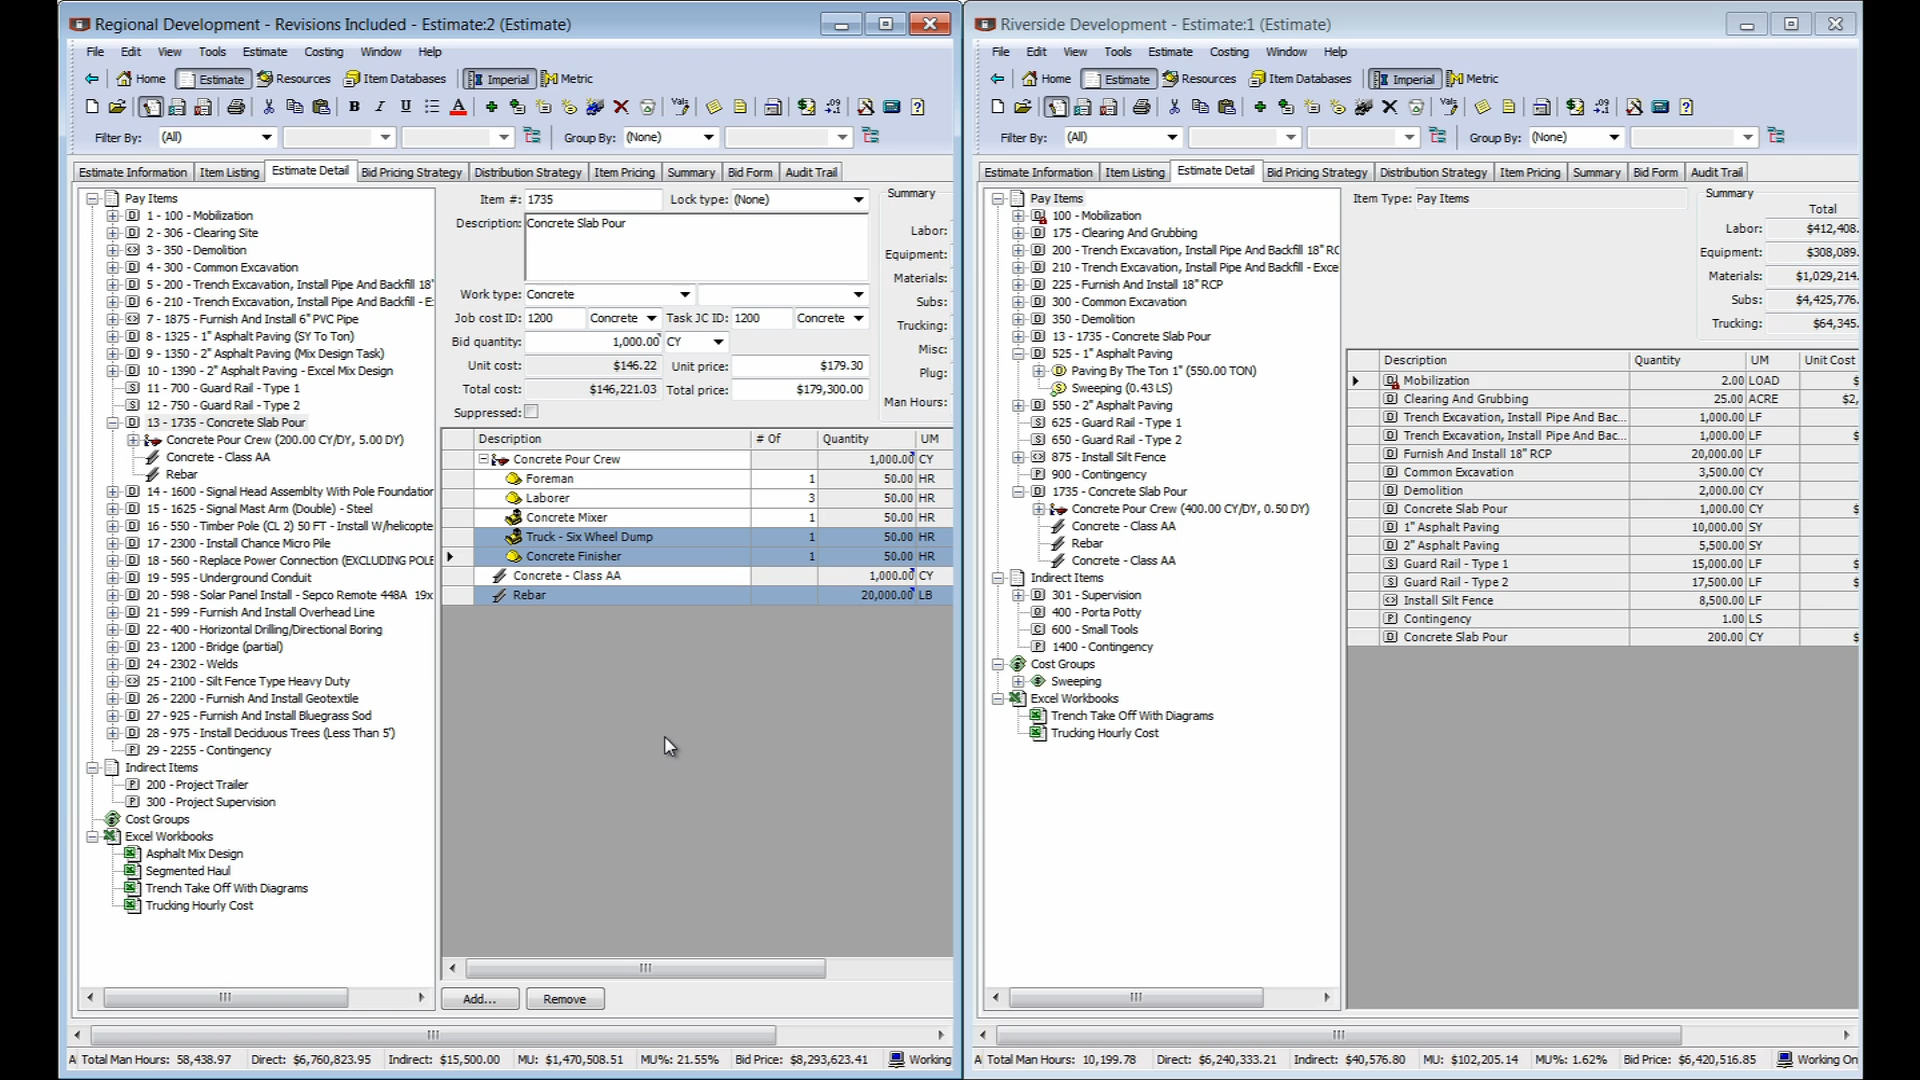 Regional Development - Revisions Included - Estimate:2 (Estimate)
File Edit View Tools Estimate Costing Window Help
Home Estimate Resources Item Databases Imperial Metric
Filter By: (All) Group By: (None)
Estimate Information Item Listing Estimate Detail Bid Pricing Strategy Distribution Strategy Item Pricing Summary Bid Form Audit Trail
Pay Items
1 - 100 - Mobilization
2 - 306 - Clearing Site
3 - 350 - Demolition
4 - 300 - Common Excavation
5 - 200 - Trench Excavation, Install Pipe And Backfill 18"
6 - 210 - Trench Excavation, Install Pipe And Backfill - E
7 - 1875 - Furnish And Install 6" PVC Pipe
8 - 1325 - 1" Asphalt Paving (SY To Ton)
9 - 1350 - 2" Asphalt Paving (Mix Design Task)
10 - 1390 - 2" Asphalt Paving - Excel Mix Design
11 - 700 - Guard Rail - Type 1
12 - 750 - Guard Rail - Type 2
13 - 1735 - Concrete Slab Pour
Concrete Pour Crew (200.00 CY/DY, 5.00 DY)
Concrete - Class AA
Rebar
14 - 1600 - Signal Head Assemblty With Pole Foundation
15 - 1625 - Signal Mast Arm (Double) - Steel
16 - 550 - Timber Pole (CL 2) 50 FT - Install W/helicopte
17 - 2300 - Install Chance Micro Pile
18 - 560 - Replace Power Connection (EXCLUDING POLE
19 - 595 - Underground Conduit
20 - 598 - Solar Panel Install - Sepco Remote 448A 19x
21 - 599 - Furnish And Install Overhead Line
22 - 400 - Horizontal Drilling/Directional Boring
23 - 1200 - Bridge (partial)
24 - 2302 - Welds
25 - 2100 - Silt Fence Type Heavy Duty
26 - 2200 - Furnish And Install Geotextile
27 - 925 - Furnish And Install Bluegrass Sod
28 - 975 - Install Deciduous Trees (Less Than 5')
29 - 2255 - Contingency
Indirect Items
200 - Project Trailer
300 - Project Supervision
Cost Groups
Excel Workbooks
Asphalt Mix Design
Segmented Haul
Trench Take Off With Diagrams
Trucking Hourly Cost
Item #: 1735 Lock type: (None)
Description: Concrete Slab Pour
Work type: Concrete
Job cost ID: 1200 Concrete Task JC ID: 1200 Concrete
Bid quantity: 1,000.00 CY
Unit cost: $146.22 Unit price: $179.30
Total cost: $146,221.03 Total price: $179,300.00
Suppressed:
Summary
Labor:
Equipment:
Materials:
Subs:
Trucking:
Misc:
Plug:
Man Hours:
Description # Of Quantity UM
Concrete Pour Crew 1,000.00 CY
Foreman 1 50.00 HR
Laborer 3 50.00 HR
Concrete Mixer 1 50.00 HR
Truck - Six Wheel Dump 1 50.00 HR
Concrete Finisher 1 50.00 HR
Concrete - Class AA 1,000.00 CY
Rebar 20,000.00 LB
Add... Remove
A Total Man Hours: 58,438.97 Direct: $6,760,823.95 Indirect: $15,500.00 MU: $1,470,508.51 MU%: 21.55% Bid Price: $8,293,623.41 Working
Riverside Development - Estimate:1 (Estimate)
File Edit View Tools Estimate Costing Window Help
Home Estimate Resources Item Databases Imperial Metric
Filter By: (All) Group By: (None)
Estimate Information Item Listing Estimate Detail Bid Pricing Strategy Distribution Strategy Item Pricing Summary Bid Form Audit Trail
Pay Items
100 - Mobilization
175 - Clearing And Grubbing
200 - Trench Excavation, Install Pipe And Backfill 18" RC
210 - Trench Excavation, Install Pipe And Backfill - Exce
225 - Furnish And Install 18" RCP
300 - Common Excavation
350 - Demolition
13 - 1735 - Concrete Slab Pour
525 - 1" Asphalt Paving
Paving By The Ton 1" (550.00 TON)
Sweeping (0.43 LS)
550 - 2" Asphalt Paving
625 - Guard Rail - Type 1
650 - Guard Rail - Type 2
875 - Install Silt Fence
900 - Contingency
1735 - Concrete Slab Pour
Concrete Pour Crew (400.00 CY/DY, 0.50 DY)
Concrete - Class AA
Rebar
Concrete - Class AA
Indirect Items
301 - Supervision
400 - Porta Potty
600 - Small Tools
1400 - Contingency
Cost Groups
Sweeping
Excel Workbooks
Trench Take Off With Diagrams
Trucking Hourly Cost
Item Type: Pay Items
Summary
Total
Labor: $412,408.
Equipment: $308,089.
Materials: $1,029,214.
Subs: $4,425,776.
Trucking: $64,345.
Description Quantity UM Unit Cost
Mobilization 2.00 LOAD $
Clearing And Grubbing 25.00 ACRE $2,
Trench Excavation, Install Pipe And Bac... 1,000.00 LF $
Trench Excavation, Install Pipe And Bac... 1,000.00 LF $
Furnish And Install 18" RCP 20,000.00 LF
Common Excavation 3,500.00 CY
Demolition 2,000.00 CY
Concrete Slab Pour 1,000.00 CY $
1" Asphalt Paving 10,000.00 SY
2" Asphalt Paving 5,500.00 SY
Guard Rail - Type 1 15,000.00 LF $
Guard Rail - Type 2 17,500.00 LF $
Install Silt Fence 8,500.00 LF
Contingency 1.00 LS
Concrete Slab Pour 200.00 CY $
A Total Man Hours: 10,199.78 Direct: $6,240,333.21 Indirect: $40,576.80 MU: $102,205.14 MU%: 1.62% Bid Price: $6,420,516.85 Working On